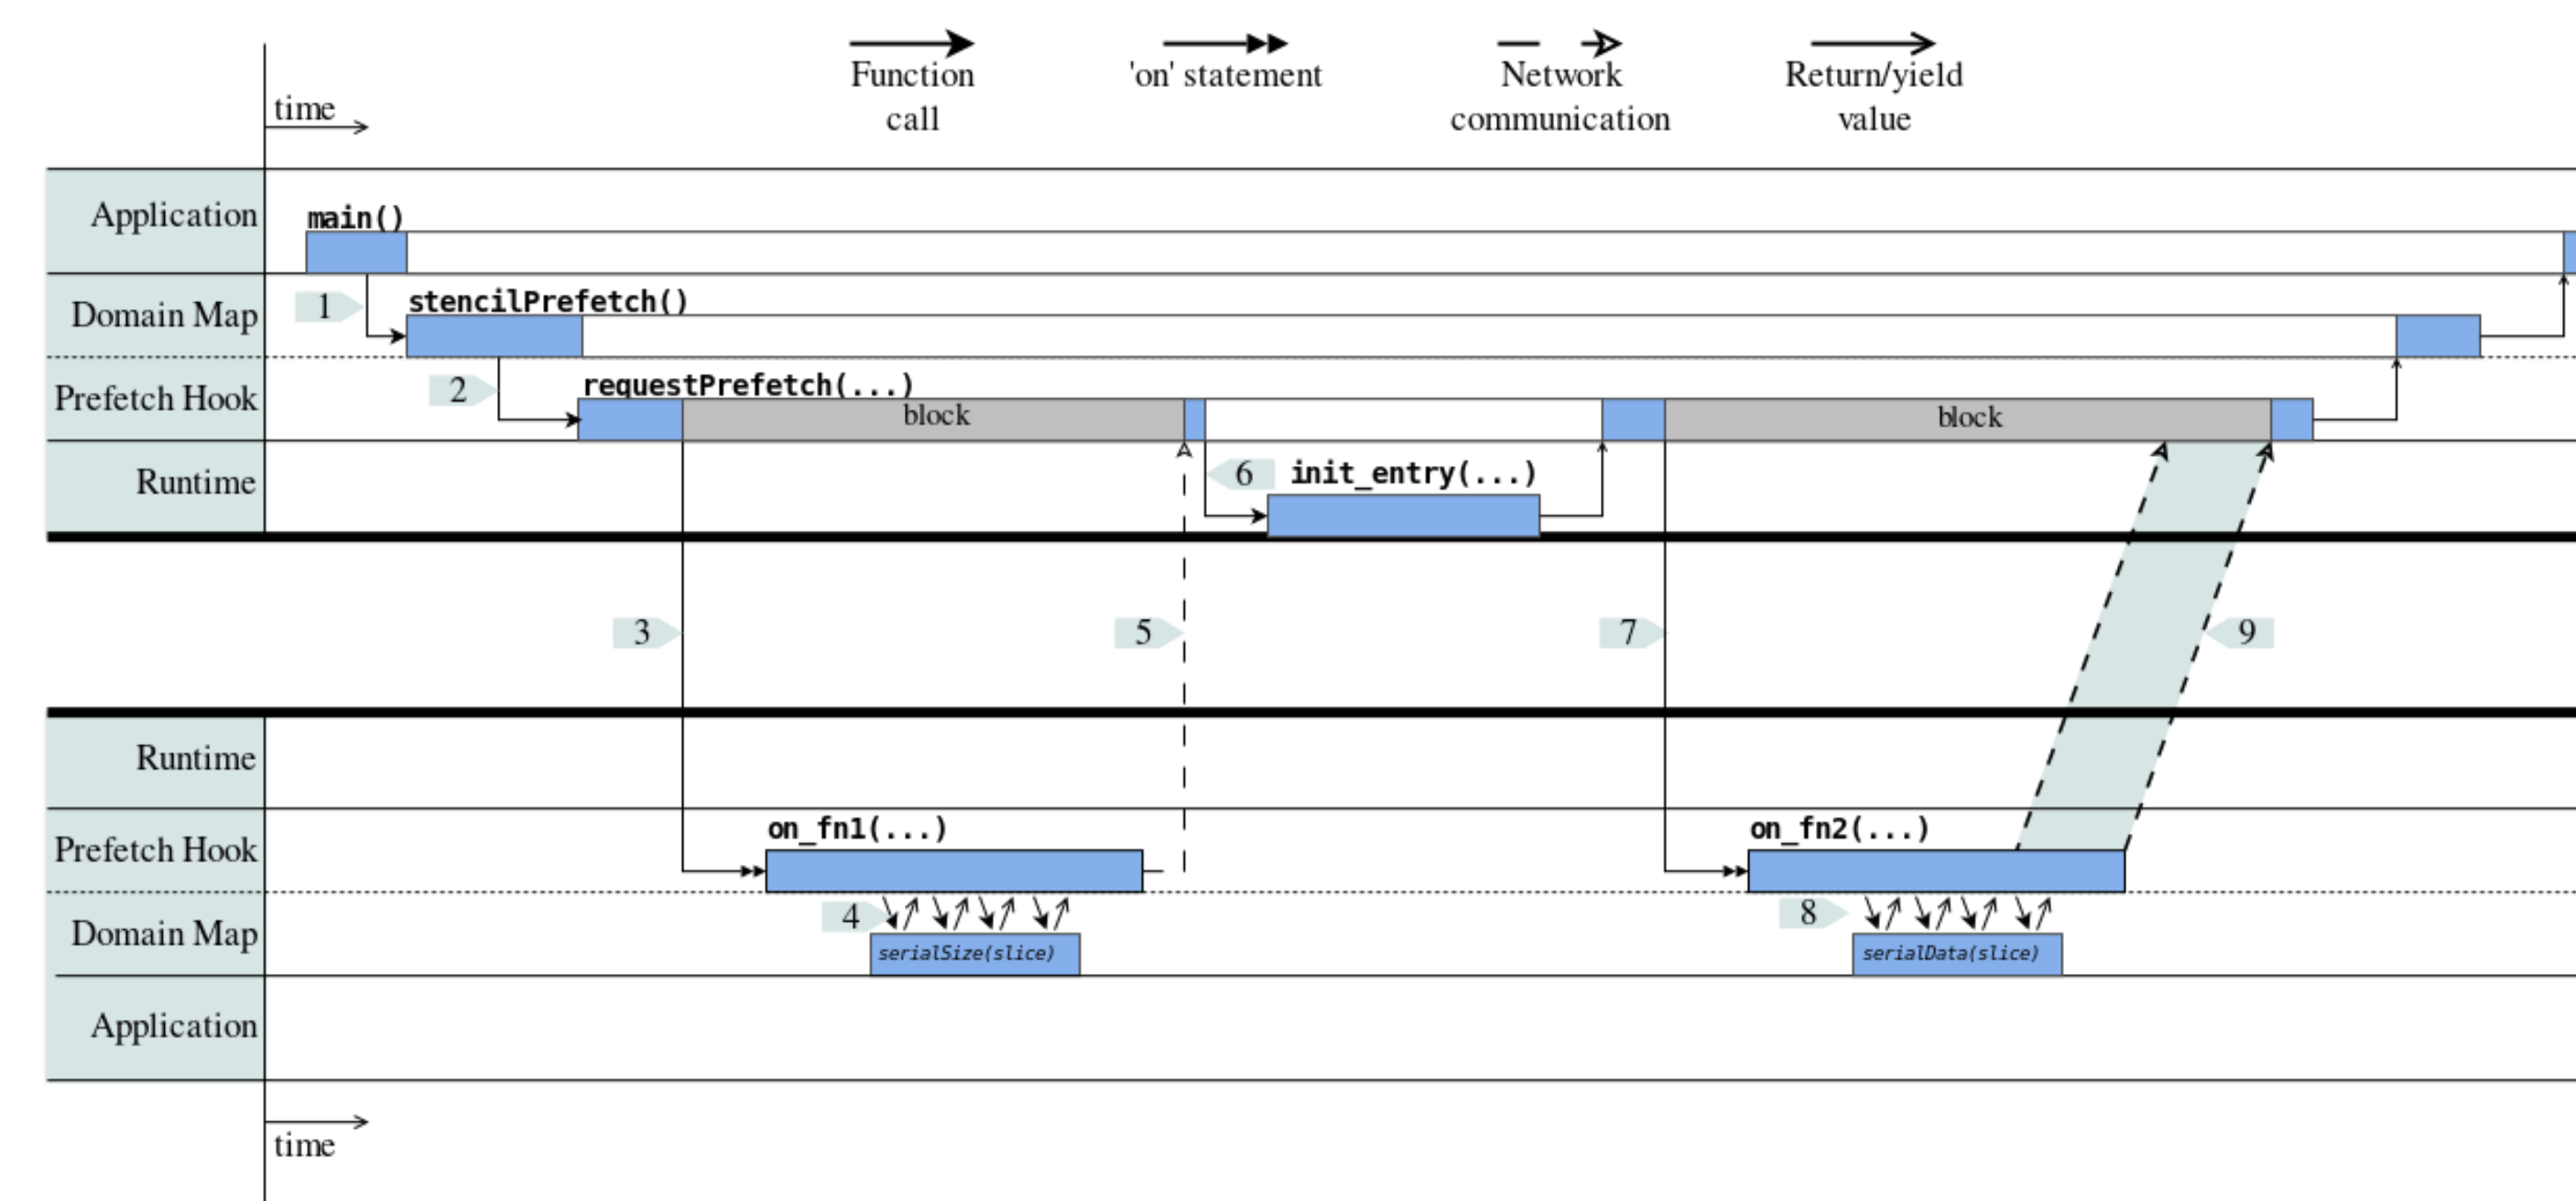 Function call
'on' statement
Network communication
Return/yield value
time
Application
main()
1
Domain Map
stencilPrefetch()
2
Prefetch Hook
requestPrefetch(...)
block
block
Runtime
6
init_entry(...)
3
5
7
9
Runtime
Prefetch Hook
on_fn1(...)
on_fn2(...)
4
8
Domain Map
serialSize(slice)
serialData(slice)
Application
time